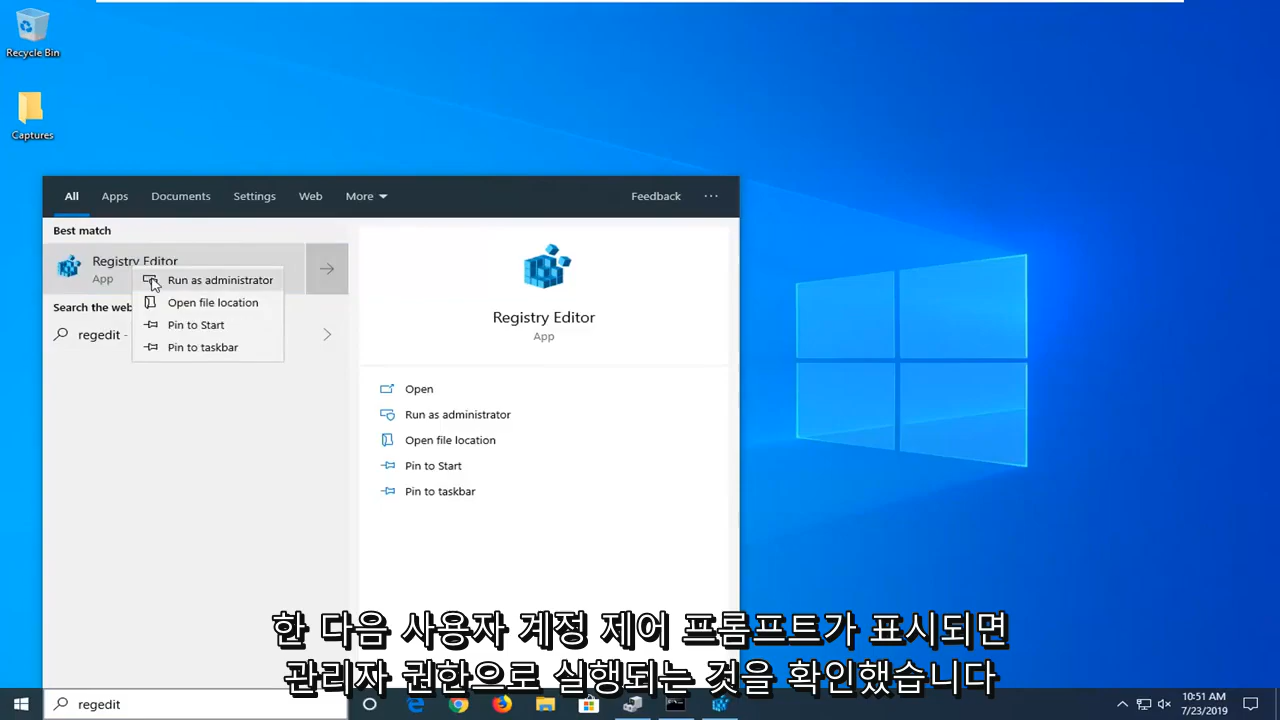 Recycle Bin
Captures
All Apps Documents Settings Web More Feedback ...
Best match
Registry Editor
App
Run as administrator
Open file location
Pin to Start
Pin to taskbar
Search the web
regedit -
Registry Editor
App
Open
Run as administrator
Open file location
Pin to Start
Pin to taskbar
한 다음 사용자 계정 제어 프롬프트가 표시되면
관리자 권한으로 실행되는 것을 확인했습니다
regedit
10:51 AM
7/23/2019